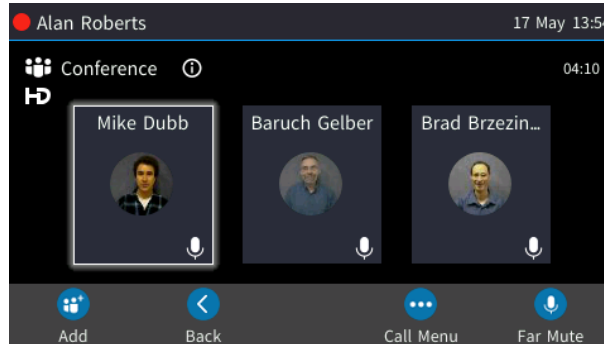 Alan Roberts 17 May 13:54
Conference 04:10
HD
Mike Dubb Baruch Gelber Brad Brzezin...
Add Back Call Menu Far Mute